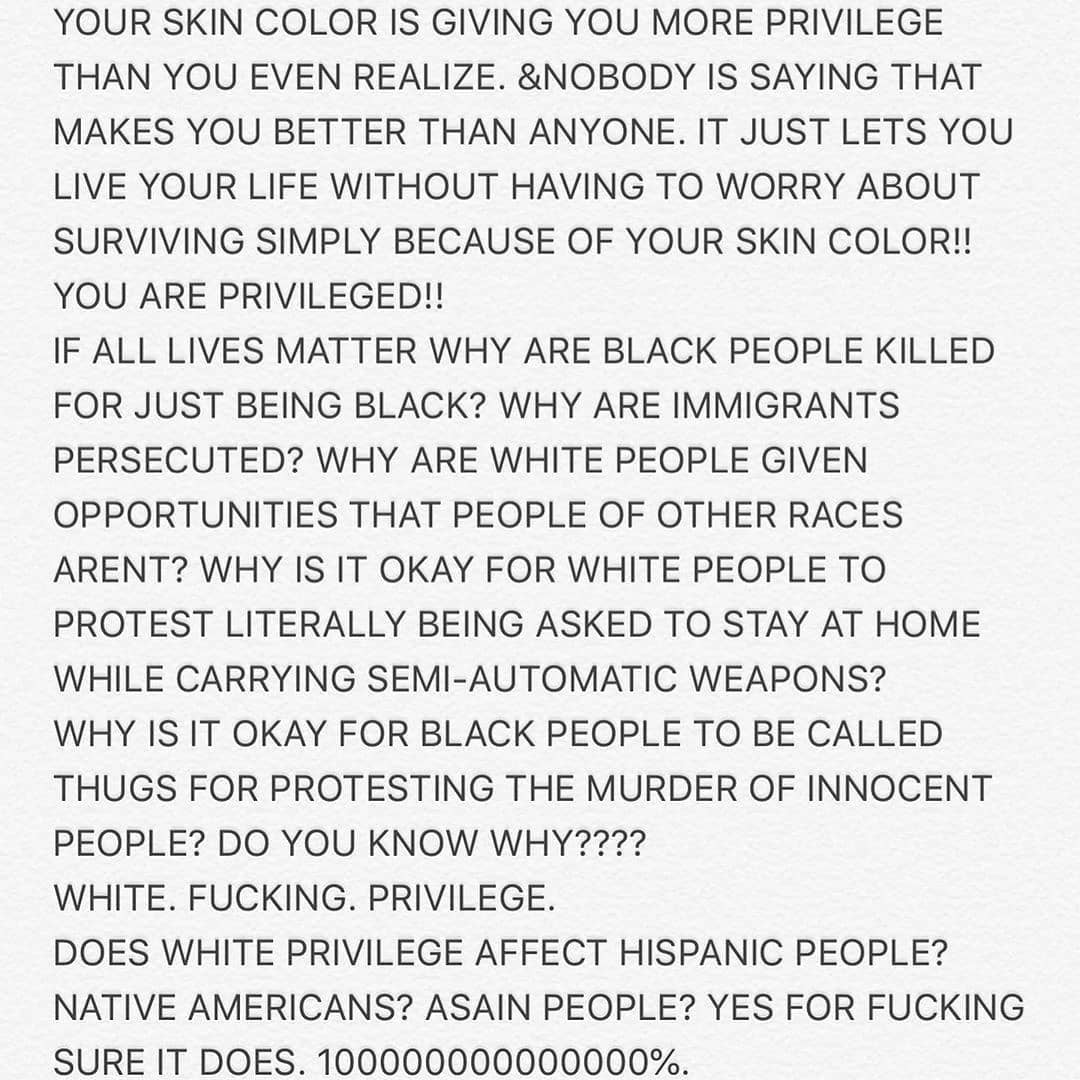 YOUR SKIN COLOR IS GIVING YOU MORE PRIVILEGE
THAN YOU EVEN REALIZE. &NOBODY IS SAYING THAT
MAKES YOU BETTER THAN ANYONE. IT JUST LETS YOU
LIVE YOUR LIFE WITHOUT HAVING TO WORRY ABOUT
SURVIVING SIMPLY BECAUSE OF YOUR SKIN COLOR!!
YOU ARE PRIVILEGED!!
IF ALL LIVES MATTER WHY ARE BLACK PEOPLE KILLED
FOR JUST BEING BLACK? WHY ARE IMMIGRANTS
PERSECUTED? WHY ARE WHITE PEOPLE GIVEN
OPPORTUNITIES THAT PEOPLE OF OTHER RACES
ARENT? WHY IS IT OKAY FOR WHITE PEOPLE TO
PROTEST LITERALLY BEING ASKED TO STAY AT HOME
WHILE CARRYING SEMI-AUTOMATIC WEAPONS?
WHY IS IT OKAY FOR BLACK PEOPLE TO BE CALLED
THUGS FOR PROTESTING THE MURDER OF INNOCENT
PEOPLE? DO YOU KNOW WHY????
WHITE. FUCKING. PRIVILEGE.
DOES WHITE PRIVILEGE AFFECT HISPANIC PEOPLE?
NATIVE AMERICANS? ASAIN PEOPLE? YES FOR FUCKING
SURE IT DOES. 1000000000000000%.